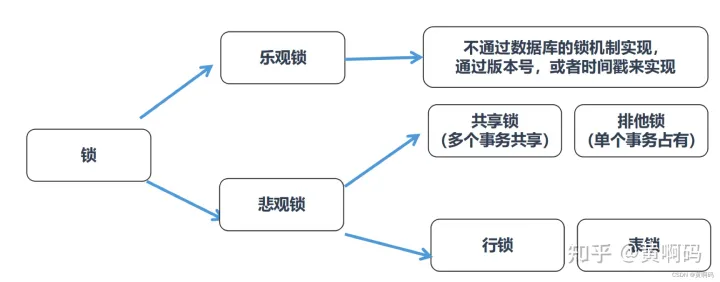 乐观锁
不通过数据库的锁机制实现，
通过版本号，或者时间戳来实现
锁
共享锁
（多个事务共享）
排他锁
（单个事务占有）
悲观锁
行锁
表锁
知乎 @黄啊码
CSDN @黄啊码